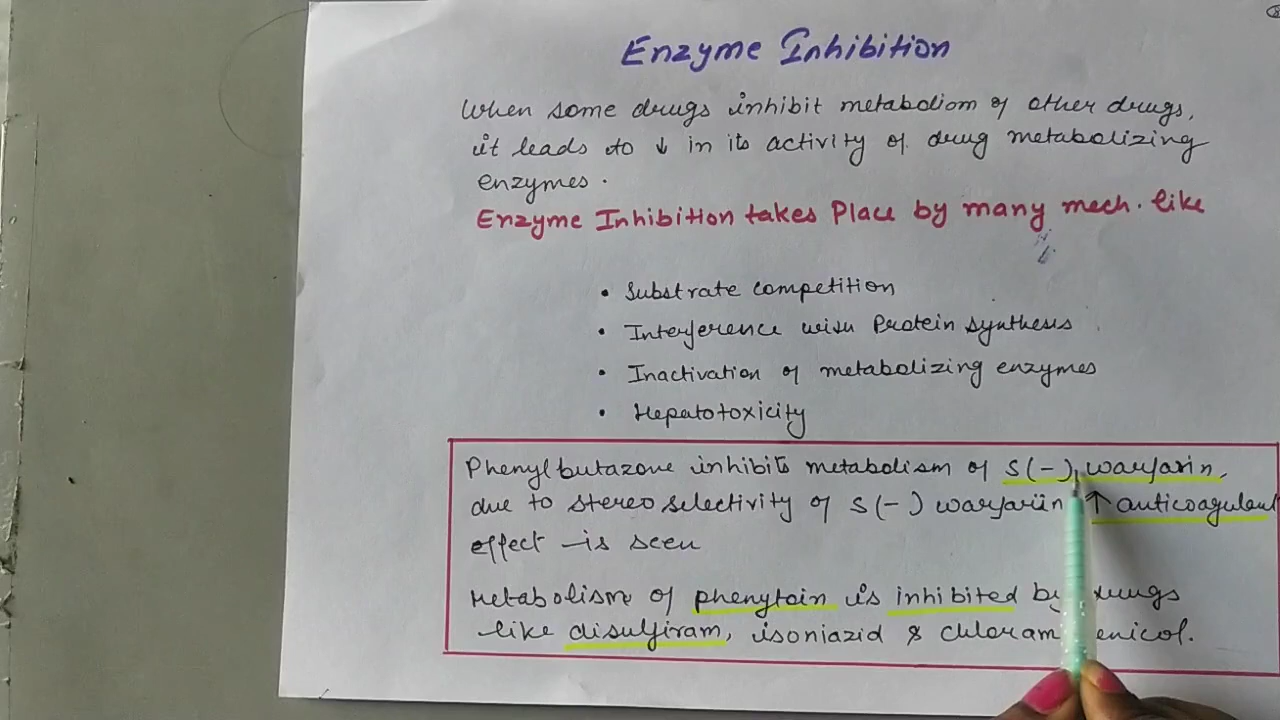 Enzyme Inhibition
When some drugs inhibit metaboliom of other drugs,
it leads to ↓ in its activity of drug metabolizing
enzymes.
Enzyme Inhibition takes Place by many mech. like
• Substrate competition
• Interference with Protein synthesis
• Inactivation of metabolizing enzymes
• Hepatotoxicity
Phenylbutazone inhibits metabolism of S(-) warfarin,
due to stereoselectivity of S(-) warfarin ↑ anticoagulant
effect is seen
Metabolism of phenytoin is inhibited by
like disulfiram, isoniazid &